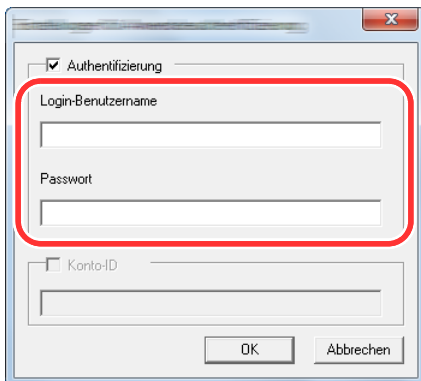 Authentifizierung
Login-Benutzername
Passwort
Konto-ID
OK
Abbrechen